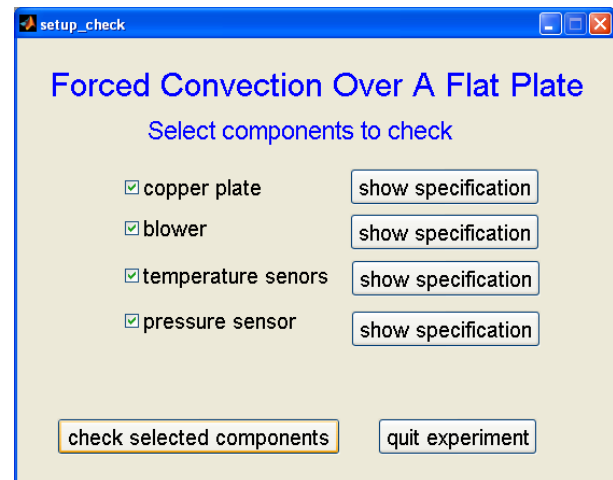 setup_check
Forced Convection Over A Flat Plate
Select components to check
copper plate show specification
blower show specification
temperature senors show specification
pressure sensor show specification
check selected components quit experiment